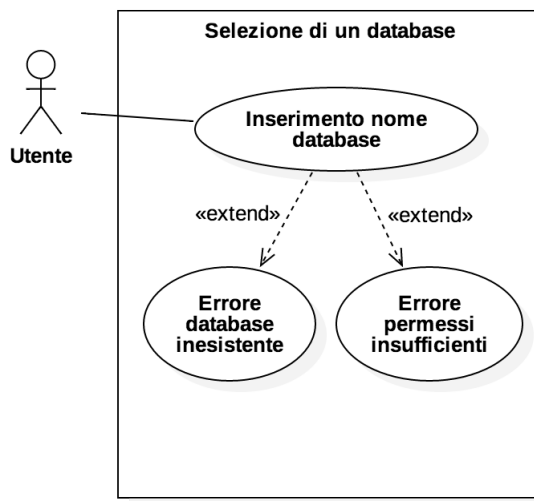 Selezione di un database
Utente
Inserimento nome
database
«extend»
«extend»
Errore
database
inesistente
Errore
permessi
insufficienti